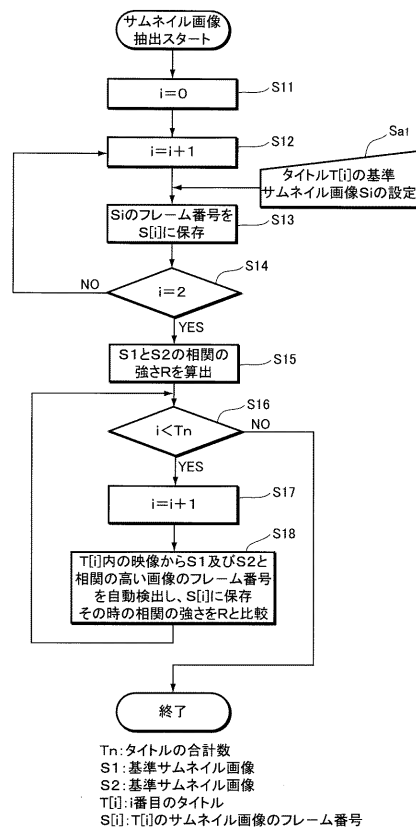 サムネイル画像
抽出スタート
i=0
S11
i=i+1
S12
Sa1
タイトルT[i]の基準
サムネイル画像Siの設定
Siのフレーム番号を
S[i]に保存
S13
i=2
S14
NO
YES
S1とS2の相関の
強さRを算出
S15
i<Tn
S16
NO
YES
i=i+1
S17
S18
T[i]内の映像からS1及びS2と
相関の高い画像のフレーム番号
を自動検出し、S[i]に保存
その時の相関の強さをRと比較
終了
Tn:タイトルの合計数
S1:基準サムネイル画像
S2:基準サムネイル画像
T[i]:i番目のタイトル
S[i]:T[i]のサムネイル画像のフレーム番号